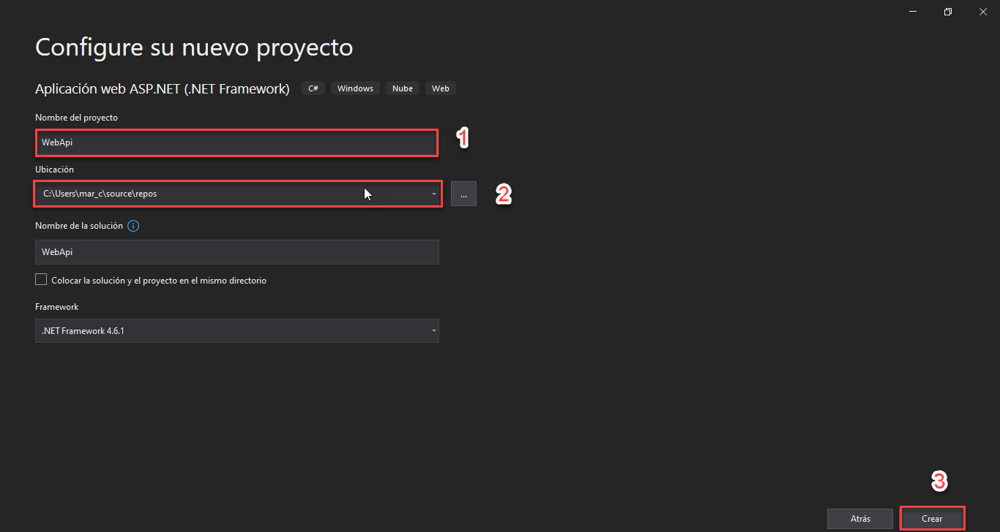 Configure su nuevo proyecto
Aplicación web ASP.NET (.NET Framework) C# Windows Nube Web
Nombre del proyecto
WebApi
1
Ubicación
C:\Users\mar_c\source\repos
...
2
Nombre de la solución
WebApi
Colocar la solución y el proyecto en el mismo directorio
Framework
.NET Framework 4.6.1
3
Atrás Crear